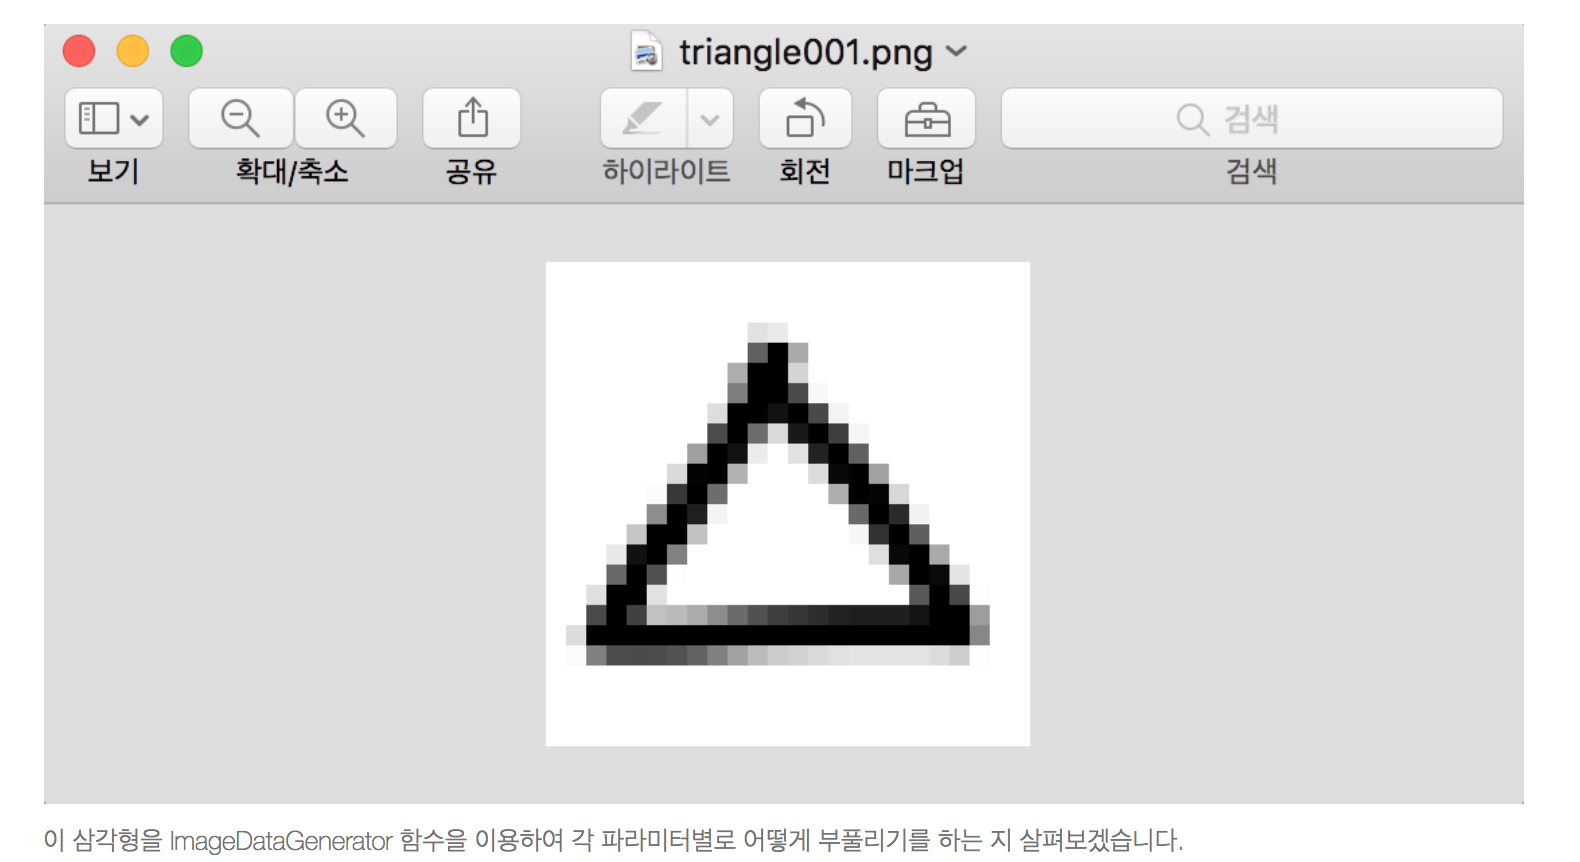 triangle001.png
검색
보기 확대/축소 공유 하이라이트 회전 마크업 검색
이 삼각형을 ImageDataGenerator 함수을 이용하여 각 파라미터별로 어떻게 부풀리기를 하는 지 살펴보겠습니다.